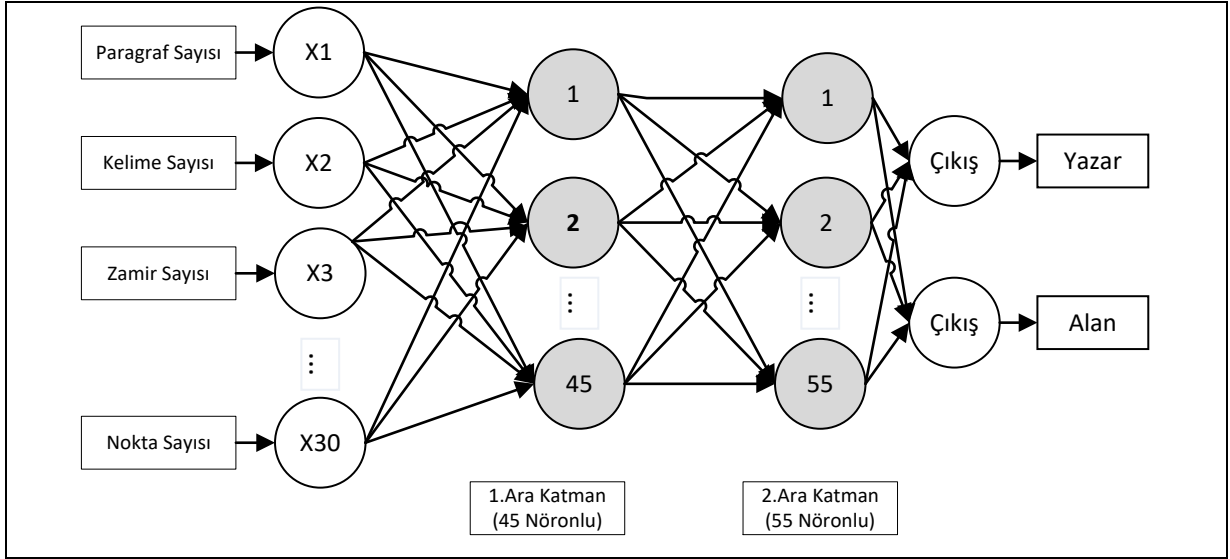 Paragraf Sayısı
X1
Kelime Sayısı
X2
Zamir Sayısı
X3
⋮
Nokta Sayısı
X30
1
2
⋮
45
1
2
⋮
55
Çıkış
Yazar
Çıkış
Alan
1.Ara Katman
(45 Nöronlu)
2.Ara Katman
(55 Nöronlu)